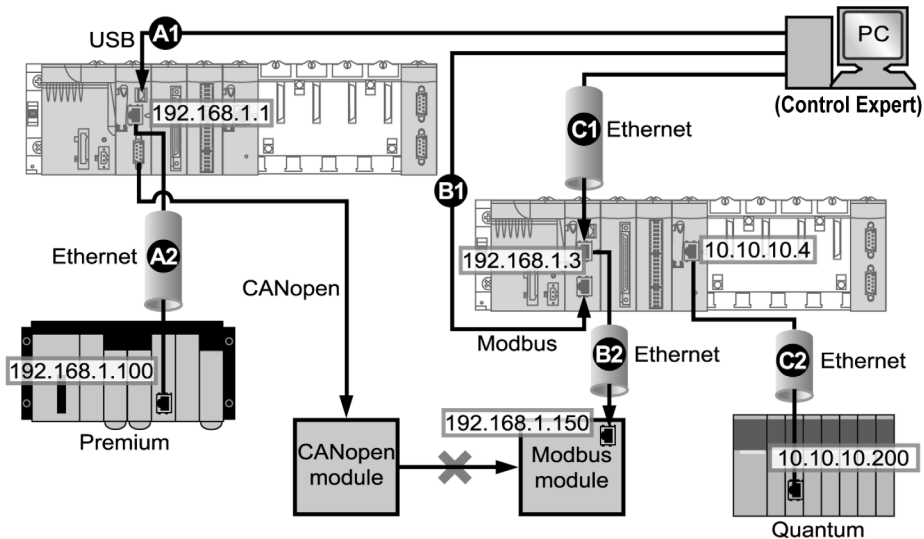 USB
A1
PC
(Control Expert)
192.168.1.1
C1
Ethernet
B1
Ethernet
A2
192.168.1.3
10.10.10.4
CANopen
Modbus
B2
Ethernet
C2
Ethernet
192.168.1.100
Premium
192.168.1.150
CANopen
module
Modbus
module
10.10.10.200
Quantum